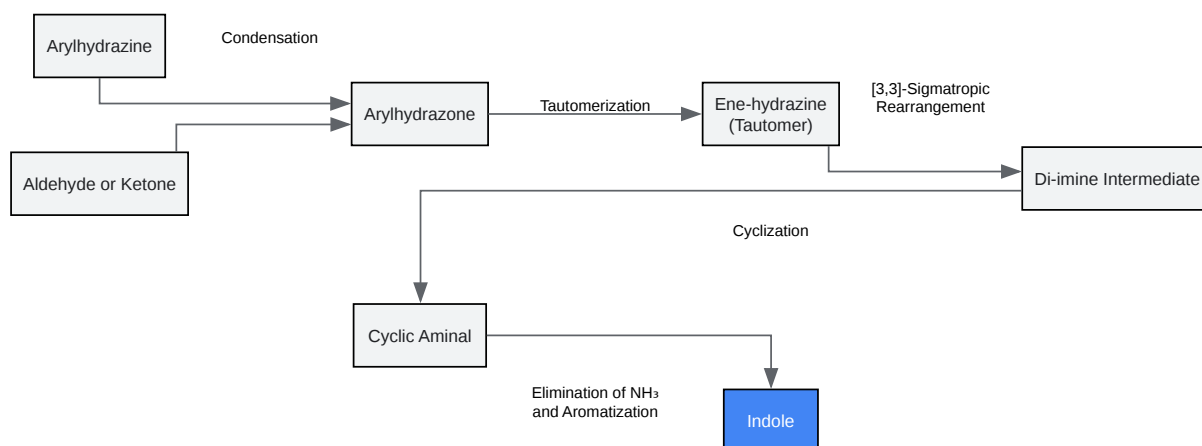 Arylhydrazine
Condensation
Aldehyde or Ketone
Arylhydrazone
Tautomerization
Ene-hydrazine
(Tautomer)
[3,3]-Sigmatropic
Rearrangement
Di-imine Intermediate
Cyclization
Cyclic Aminal
Elimination of NH₃
and Aromatization
Indole